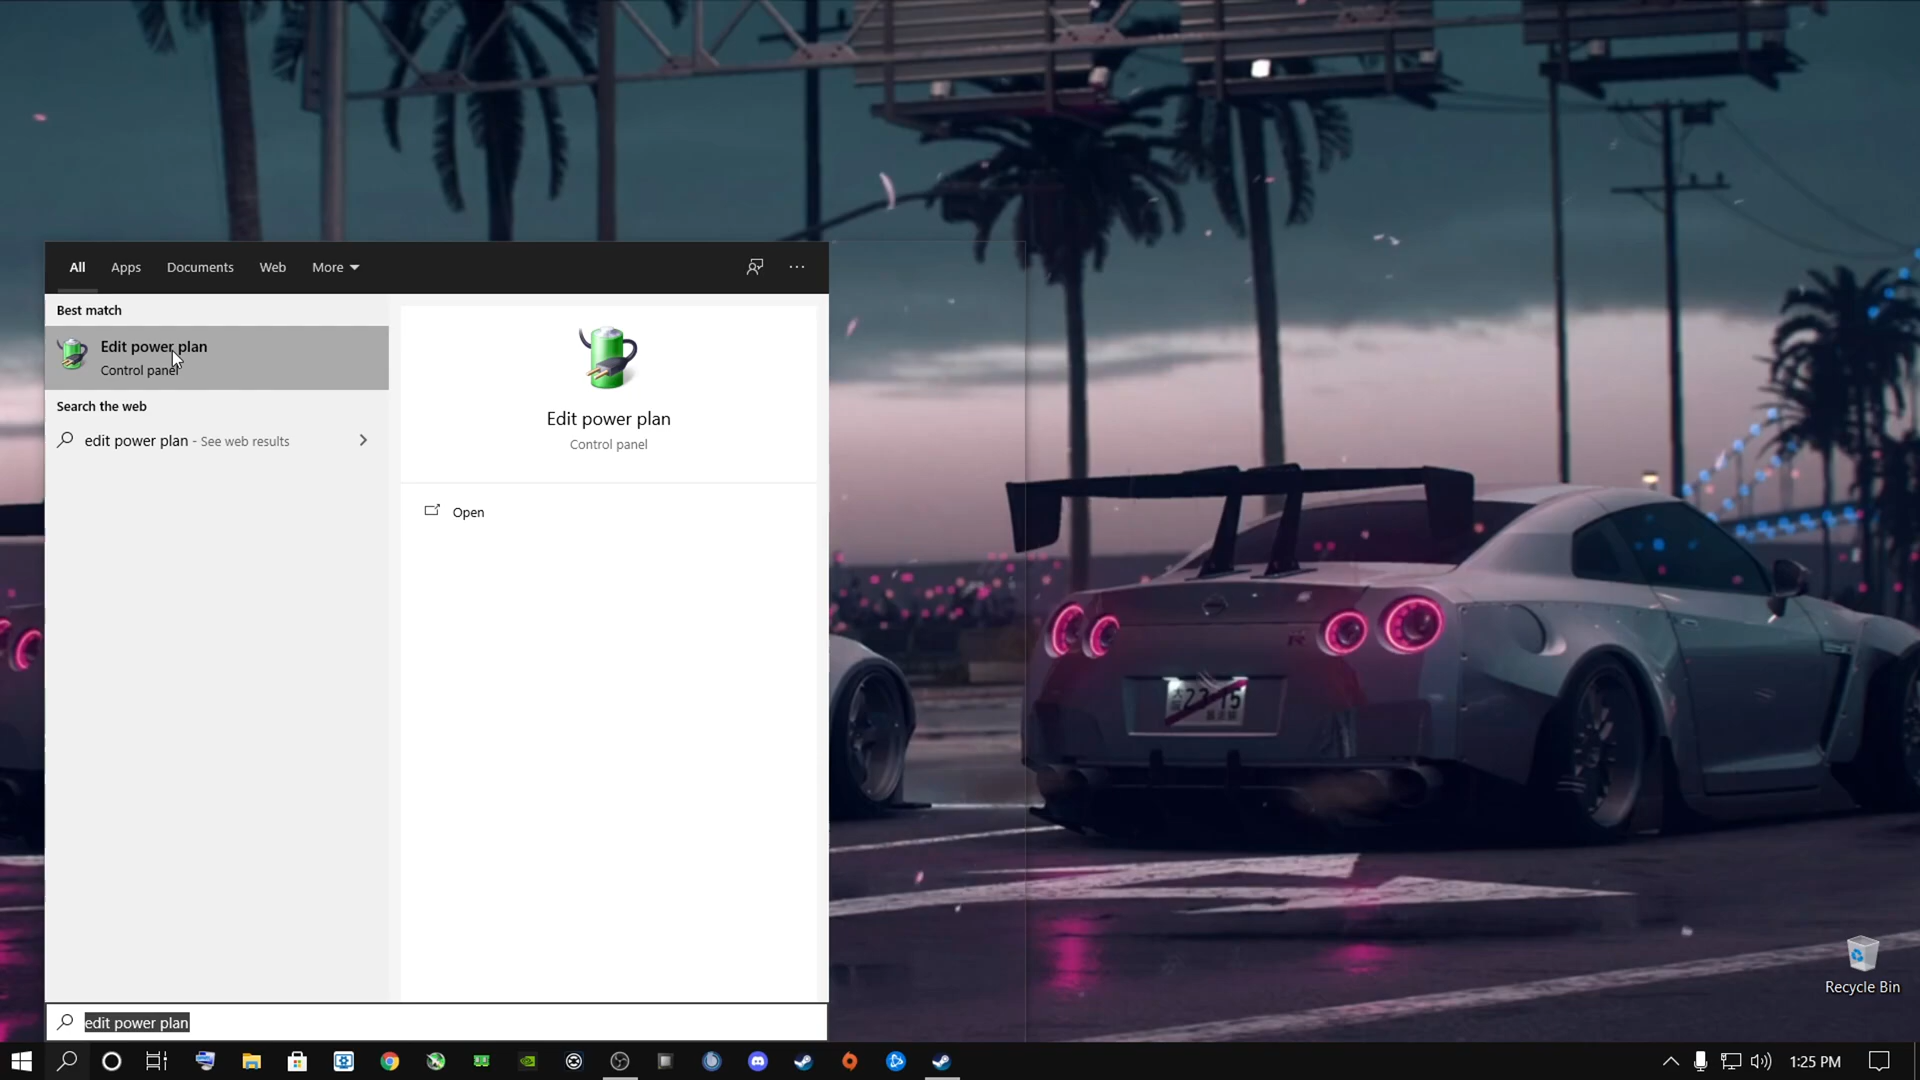 All Apps Documents Web More
Best match
Edit power plan
Control panel
Search the web
edit power plan - See web results
Edit power plan
Control panel
Open
edit power plan
Recycle Bin
1:25 PM